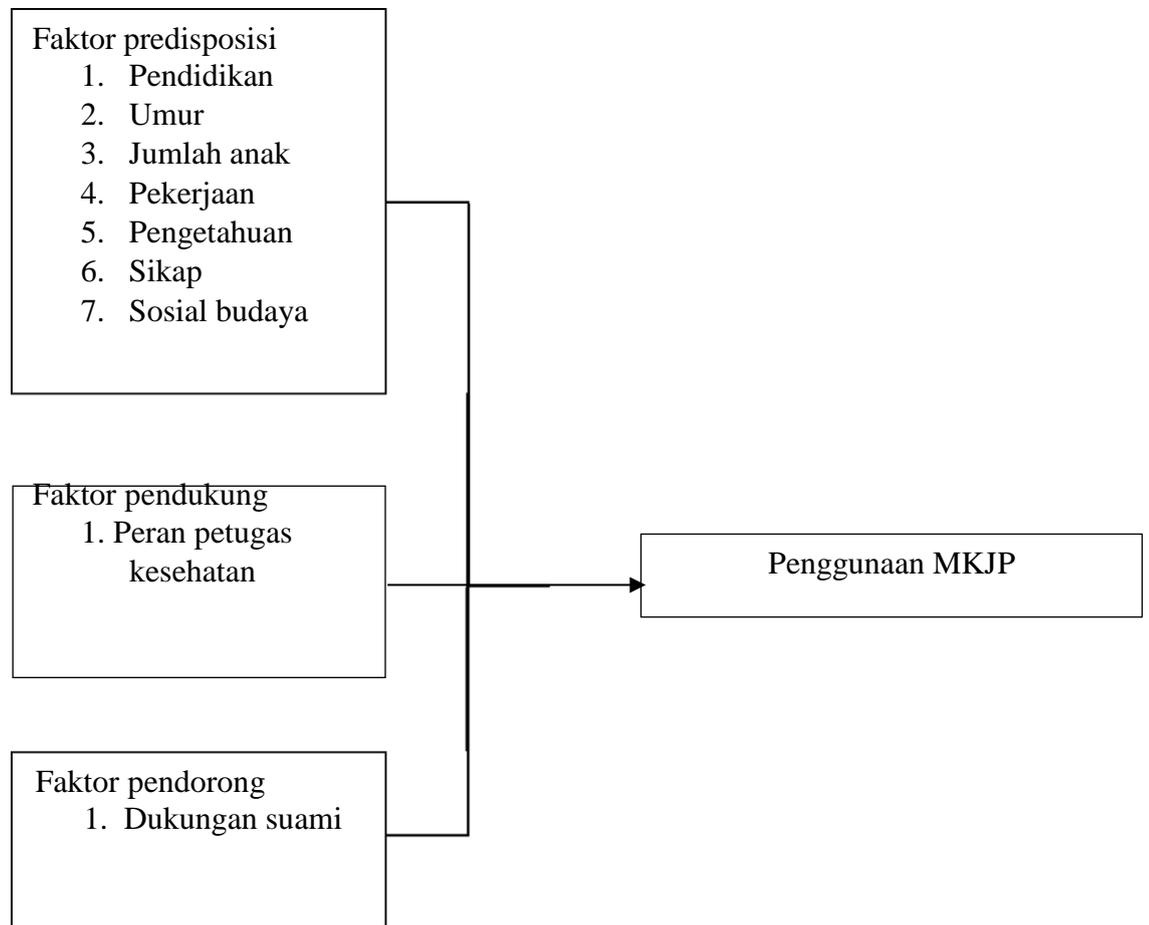 Faktor predisposisi
1. Pendidikan
2. Umur
3. Jumlah anak
4. Pekerjaan
5. Pengetahuan
6. Sikap
7. Sosial budaya
Faktor pendukung
1. Peran petugas
kesehatan
Penggunaan MKJP
Faktor pendorong
1. Dukungan suami